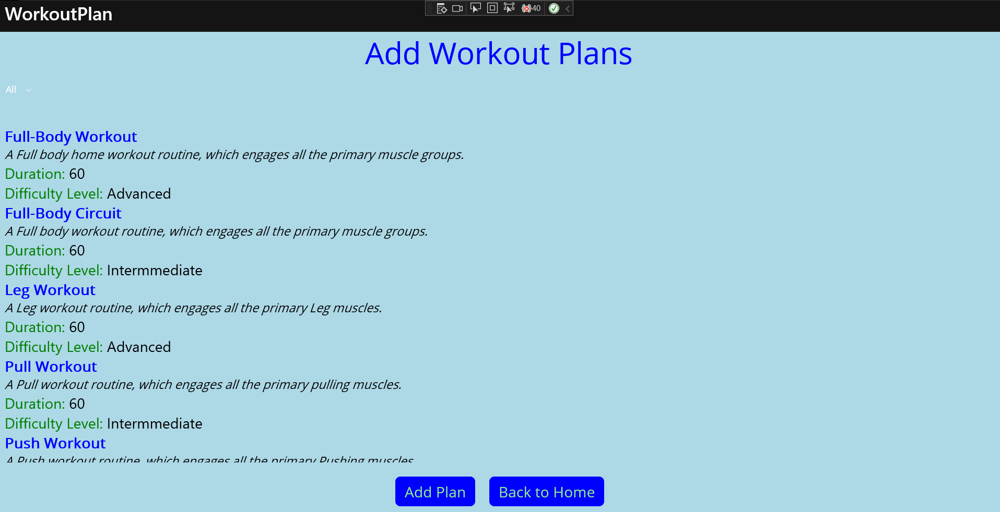 WorkoutPlan
40
Add Workout Plans
All
Full-Body Workout
A Full body home workout routine, which engages all the primary muscle groups.
Duration: 60
Difficulty Level: Advanced
Full-Body Circuit
A Full body workout routine, which engages all the primary muscle groups.
Duration: 60
Difficulty Level: Intermmediate
Leg Workout
A Leg workout routine, which engages all the primary Leg muscles.
Duration: 60
Difficulty Level: Advanced
Pull Workout
A Pull workout routine, which engages all the primary pulling muscles.
Duration: 60
Difficulty Level: Intermmediate
Push Workout
A Push workout routine, which engages all the primary Pushing muscles
Add Plan
Back to Home